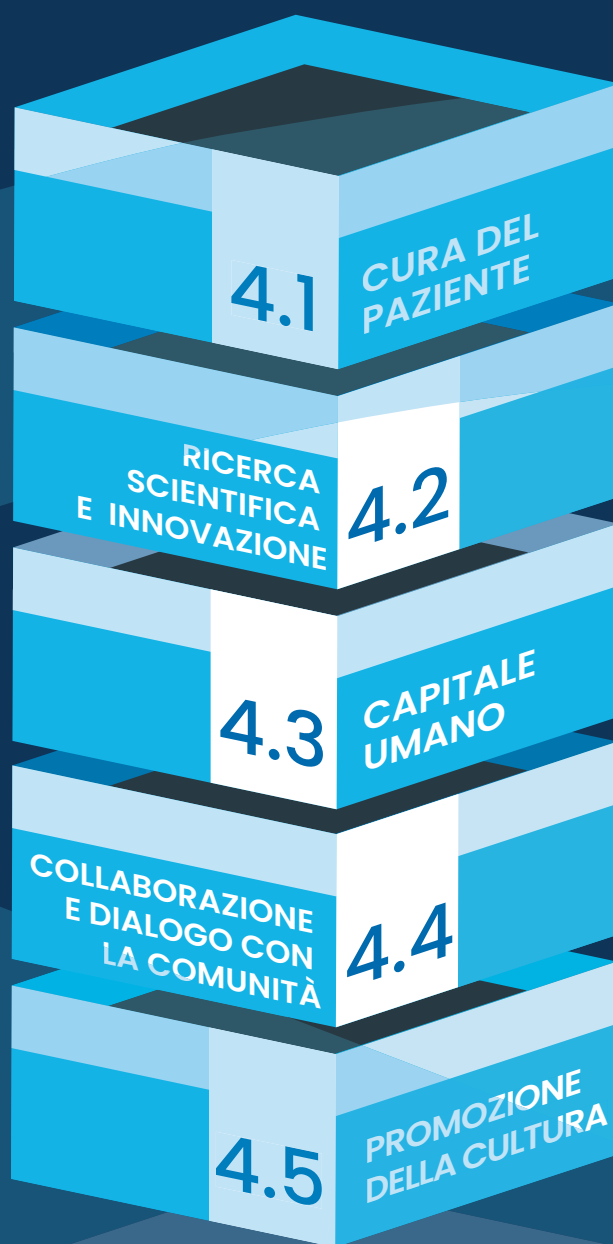 4.1
CURA DEL
PAZIENTE
RICERCA
SCIENTIFICA
E INNOVAZIONE
4.2
4.3
CAPITALE
UMANO
COLLABORAZIONE
E DIALOGO CON
LA COMUNITÀ
4.4
4.5
PROMOZIONE
DELLA CULTURA